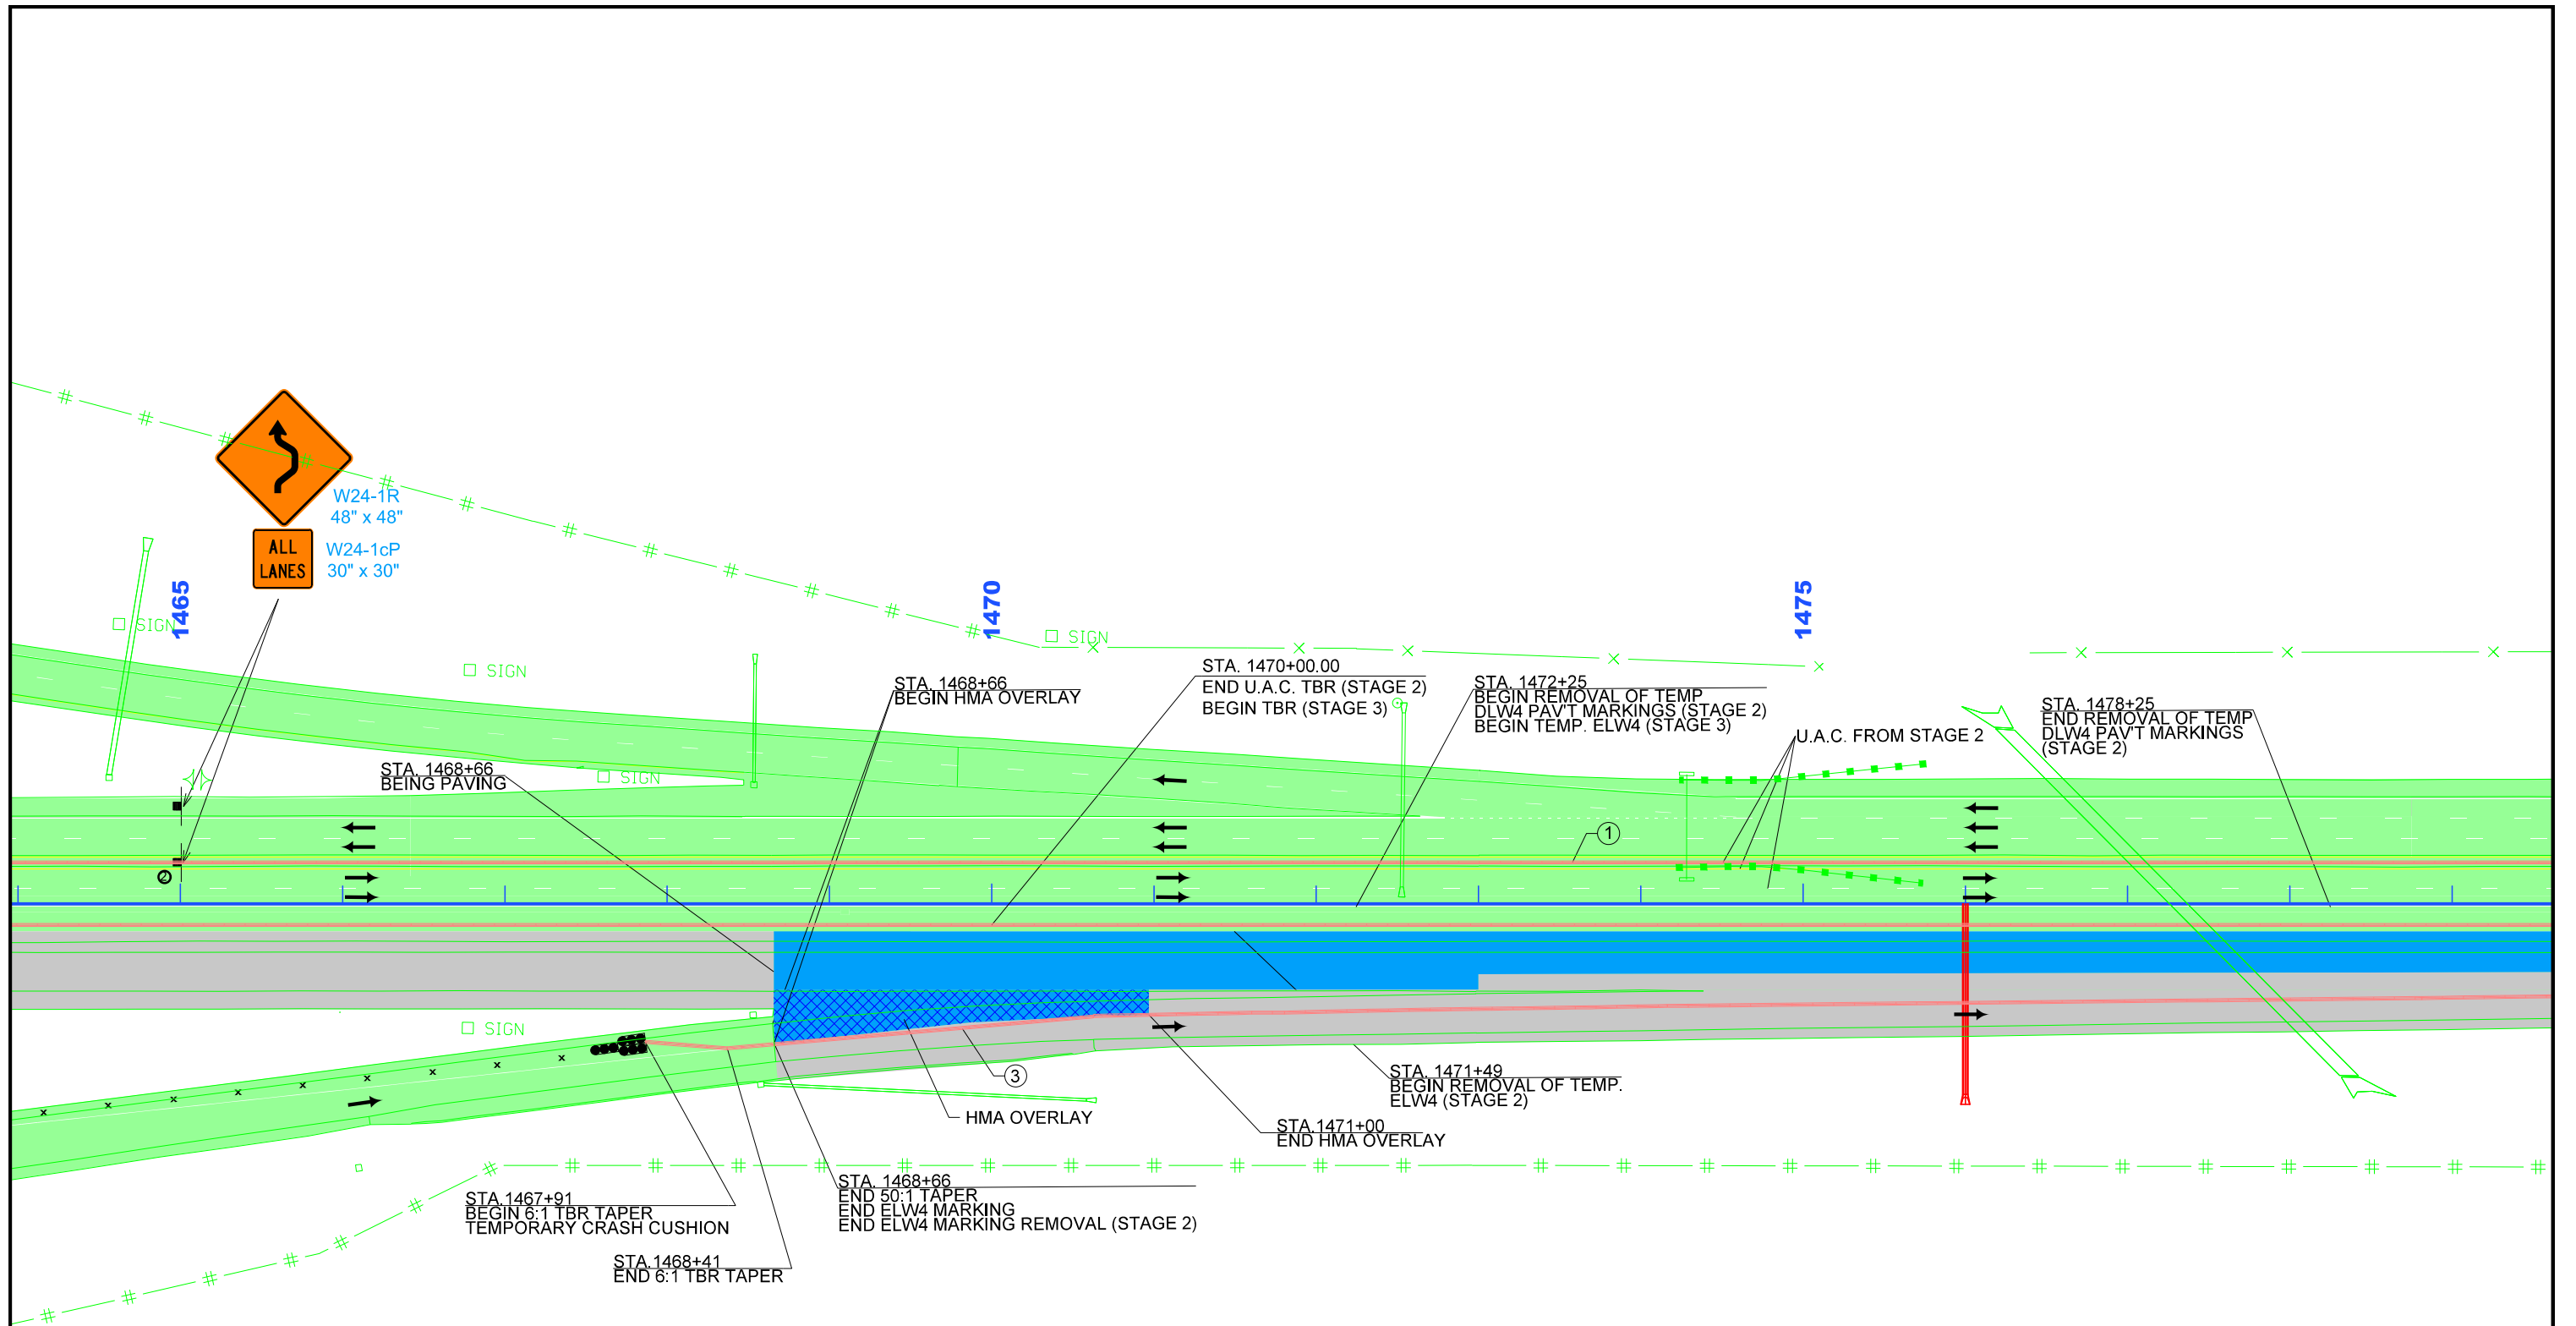 W24-1R
48" x 48"
ALL
LANES
W24-1cP
30" x 30"
1465
1470
1475
SIGN
SIGN
SIGN
SIGN
SIGN
STA. 1468+66
BEGIN HMA OVERLAY
STA. 1470+00.00
END U.A.C. TBR (STAGE 2)
BEGIN TBR (STAGE 3)
STA. 1472+25
BEGIN REMOVAL OF TEMP
DLW4 PAV'T MARKINGS (STAGE 2)
BEGIN TEMP. ELW4 (STAGE 3)
U.A.C. FROM STAGE 2
STA. 1478+25
END REMOVAL OF TEMP
DLW4 PAV'T MARKINGS
(STAGE 2)
STA. 1468+66
BEING PAVING
1
2
3
HMA OVERLAY
STA. 1471+49
BEGIN REMOVAL OF TEMP.
ELW4 (STAGE 2)
STA.1471+00
END HMA OVERLAY
STA. 1468+66
END 50:1 TAPER
END ELW4 MARKING
END ELW4 MARKING REMOVAL (STAGE 2)
STA.1467+91
BEGIN 6:1 TBR TAPER
TEMPORARY CRASH CUSHION
STA.1468+41
END 6:1 TBR TAPER